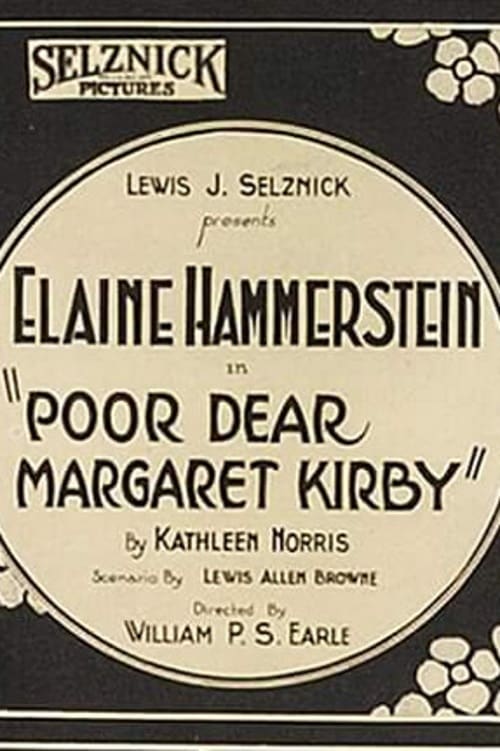 SELZNICK
PICTURES
LEWIS J. SELZNICK
presents
ELAINE HAMMERSTEIN
in
"POOR DEAR
MARGARET KIRBY"
By KATHLEEN NORRIS
Scenario By LEWIS ALLEN BROWNE
Directed By
WILLIAM P. S. EARLE